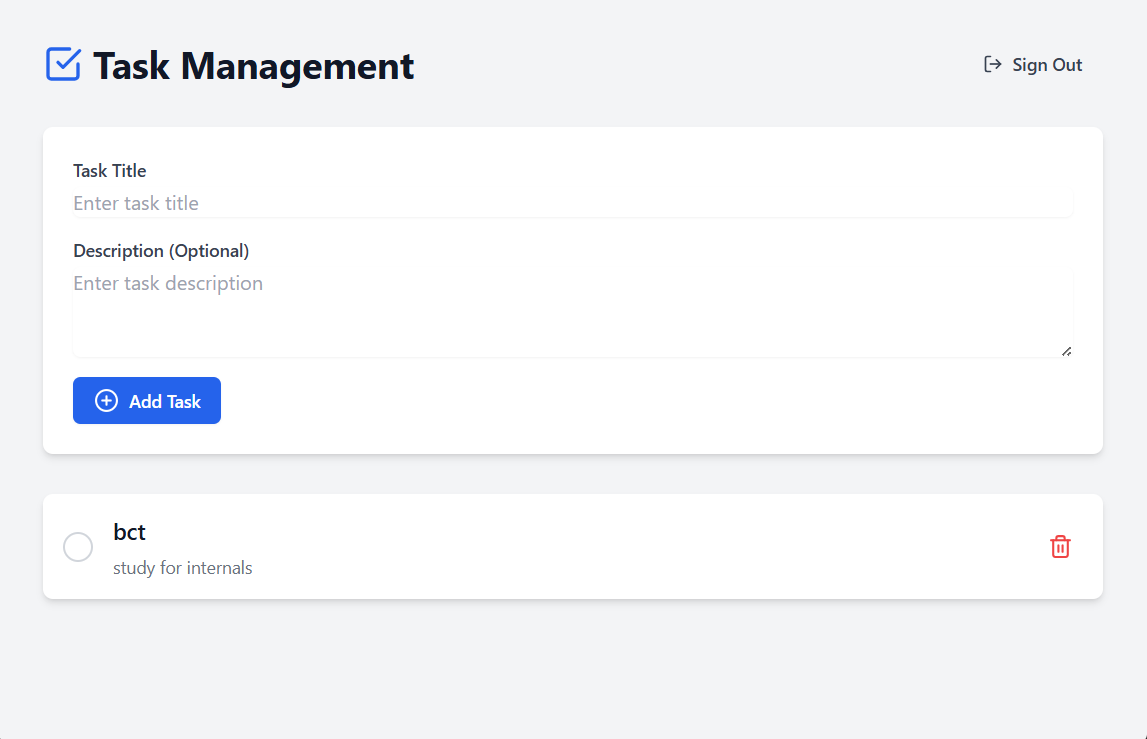 Task Management
Sign Out
Task Title
Enter task title
Description (Optional)
Enter task description
Add Task
bct
study for internals